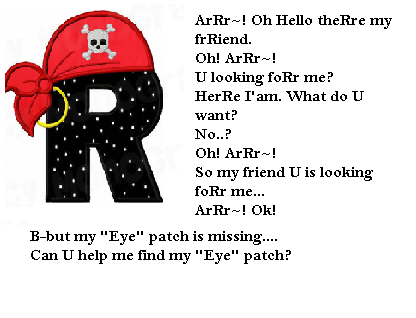 ArRr~! Oh Hello theRre my
frRiend.
Oh! ArRr~!
U looking foRr me?
HerRe I'am. What do U
want?
No..?
Oh! ArRr~!
So my friend U is looking
foRr me...
ArRr~! Ok!
B-but my "Eye" patch is missing....
Can U help me find my "Eye" patch?